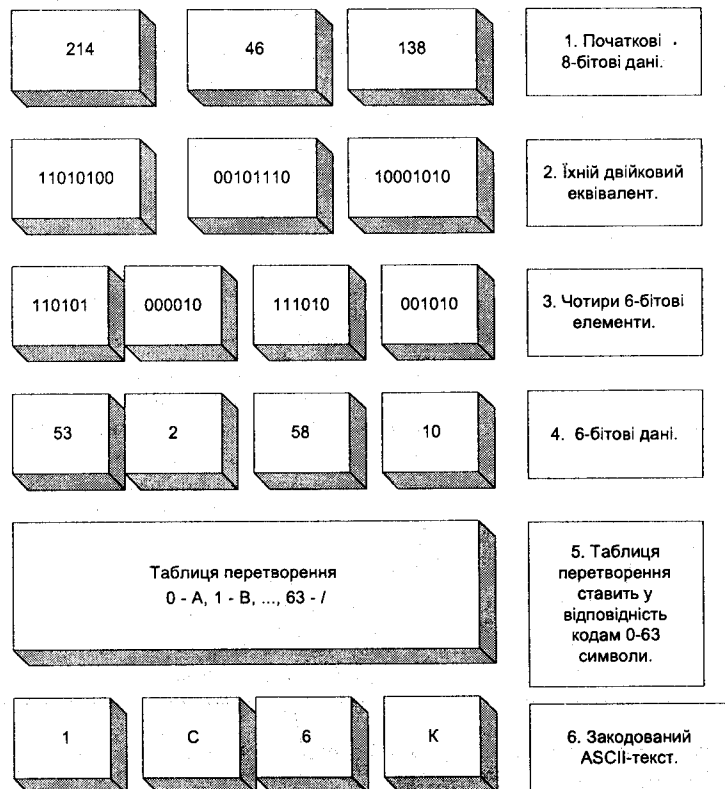 214 46 138
1. Початкові
8-бітові дані.
11010100 00101110 10001010
2. Їхній двійковий
еквівалент.
110101 000010 111010 001010
3. Чотири 6-бітові
елементи.
53 2 58 10
4. 6-бітові дані.
Таблиця перетворення
0 - A, 1 - B, ..., 63 - /
5. Таблиця
перетворення
ставить у
відповідність
кодам 0-63
символи.
1 C 6 K
6. Закодований
ASCII-текст.